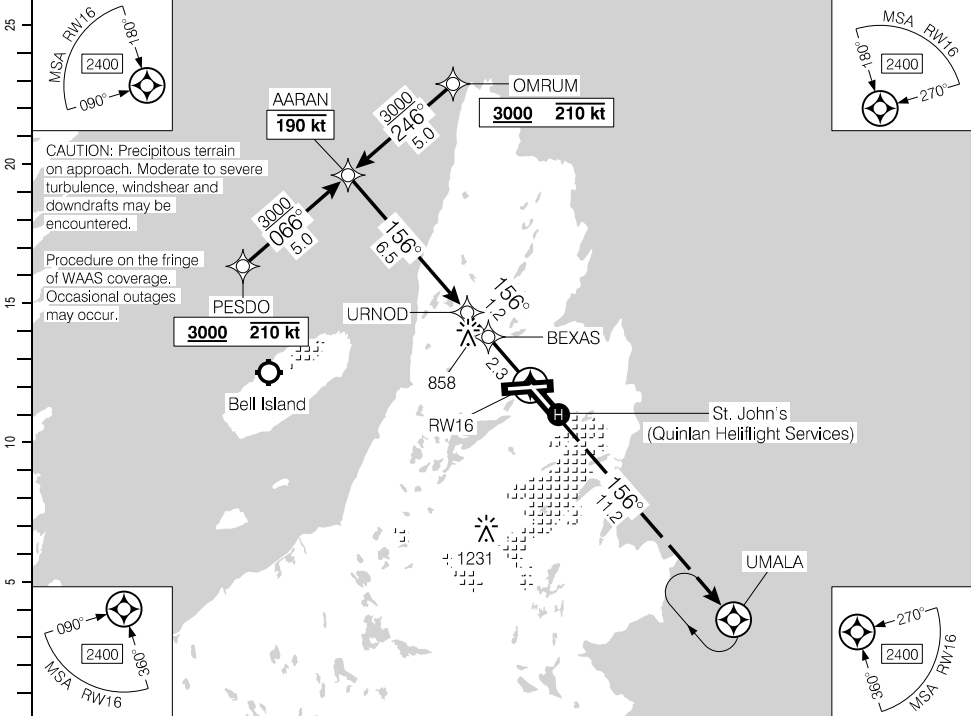 25
20
15
10
5
MSA RW16
180°
2400
090°
MSA RW16
180°
2400
270°
OMRUM
3000 210 kt
AARAN
190 kt
3000
246°
5.0
CAUTION: Precipitous terrain
on approach. Moderate to severe
turbulence, windshear and
downdrafts may be
encountered.
Procedure on the fringe
of WAAS coverage.
Occasional outages
may occur.
3000
066°
5.0
156°
6.5
PESDO
3000 210 kt
URNOD
156°
1.2
BEXAS
858
2.3
Bell Island
RW16
H
St. John's
(Quinlan Heliflight Services)
156°
11.2
1231
UMALA
090°
2400
360°
MSA RW16
270°
2400
360°
MSA RW16